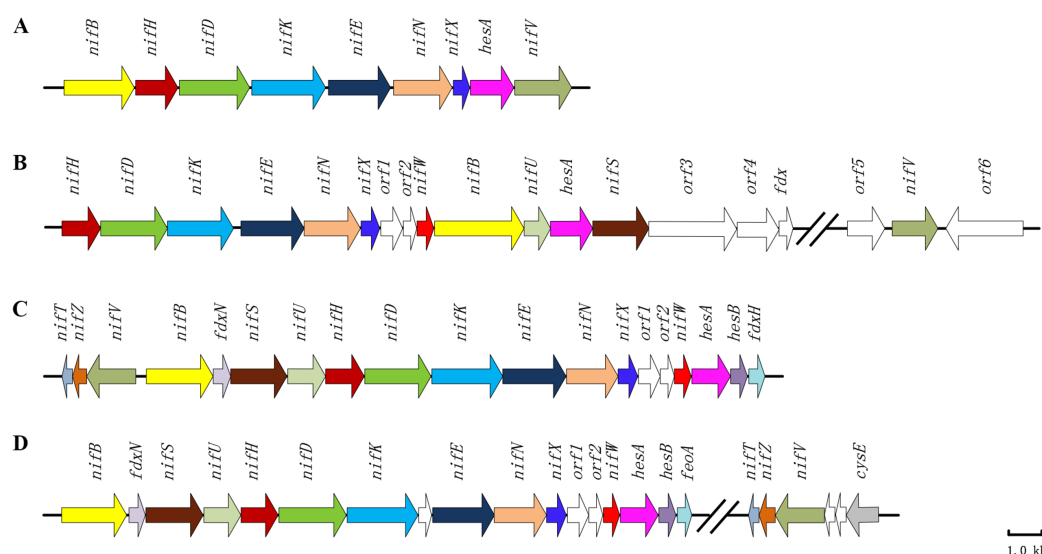 A nifB nifH nifD nifK nifE nifN nifX hesA nifV
B nifH nifD nifK nifE nifN nifX orf1 orf2 nifW nifB nifU hesA nifS orf3 orf4 fdx orf5 nifV orf6
C nifT nifZ nifV nifB fdxN nifS nifU nifH nifD nifK nifE nifN nifX orf1 orf2 nifW hesA hesB fdxH
D nifB fdxN nifS nifU nifH nifD nifK nifE nifN nifX orf1 orf2 nifW hesA hesB feoA nifT nifZ nifV cysE